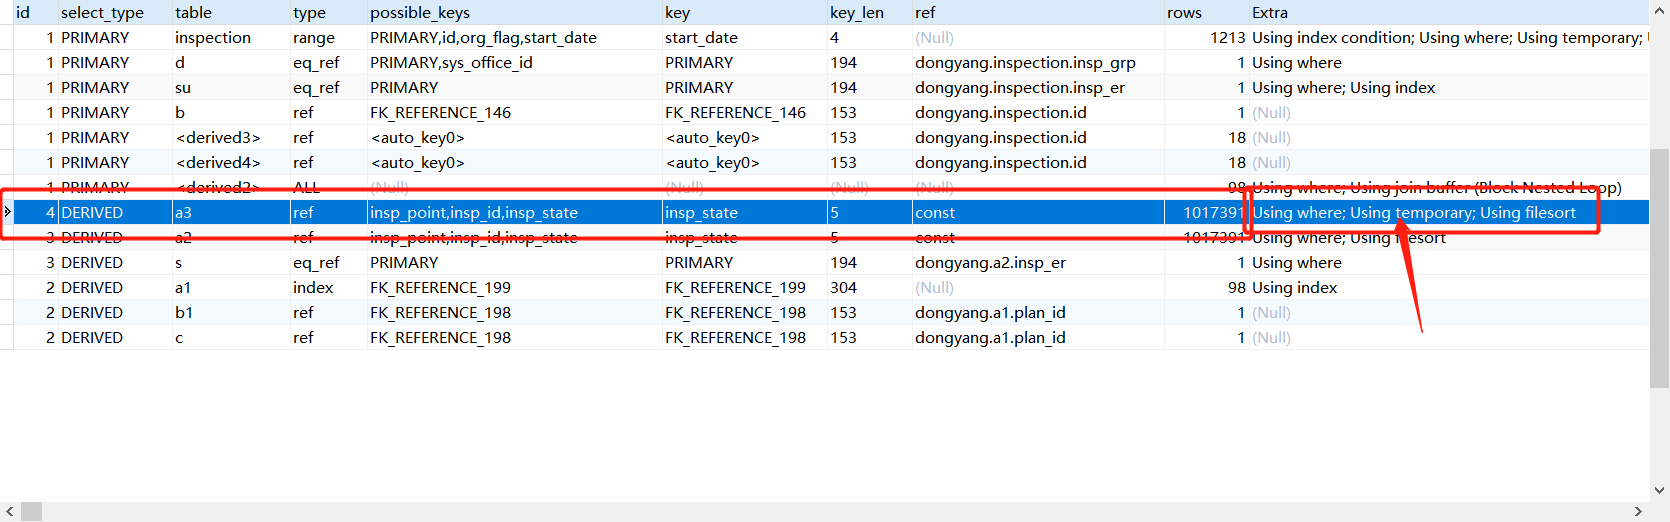 id select_type table type possible_keys key key_len ref rows Extra
1 PRIMARY inspection range PRIMARY,id,org_flag,start_date start_date 4 (Null) 1213 Using index condition; Using where; Using temporary;
1 PRIMARY d eq_ref PRIMARY,sys_office_id PRIMARY 194 dongyang.inspection.insp_grp 1 Using where
1 PRIMARY su eq_ref PRIMARY PRIMARY 194 dongyang.inspection.insp_er 1 Using where; Using index
1 PRIMARY b ref FK_REFERENCE_146 FK_REFERENCE_146 153 dongyang.inspection.id 1 (Null)
1 PRIMARY <derived3> ref <auto_key0> <auto_key0> 153 dongyang.inspection.id 18 (Null)
1 PRIMARY <derived4> ref <auto_key0> <auto_key0> 153 dongyang.inspection.id 18 (Null)
1 PRIMARY <derived2> ALL (Null) (Null) (Null) (Null) 98 Using where; Using join buffer (Block Nested Loop)
4 DERIVED a3 ref insp_point,insp_id,insp_state insp_state 5 const 1017391 Using where; Using temporary; Using filesort
3 DERIVED a2 ref insp_point,insp_id,insp_state insp_state 5 const 1017391 Using where; Using filesort
3 DERIVED s eq_ref PRIMARY PRIMARY 194 dongyang.a2.insp_er 1 Using where
2 DERIVED a1 index FK_REFERENCE_199 FK_REFERENCE_199 304 (Null) 98 Using index
2 DERIVED b1 ref FK_REFERENCE_198 FK_REFERENCE_198 153 dongyang.a1.plan_id 1 (Null)
2 DERIVED c ref FK_REFERENCE_198 FK_REFERENCE_198 153 dongyang.a1.plan_id 1 (Null)